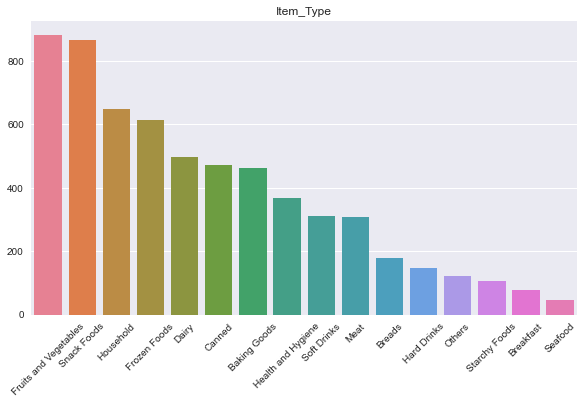 Item_Type
800
600
400
200
0
Fruits and Vegetables
Snack Foods
Household
Frozen Foods
Dairy
Canned
Baking Goods
Health and Hygiene
Soft Drinks
Meat
Breads
Hard Drinks
Others
Starchy Foods
Breakfast
Seafood